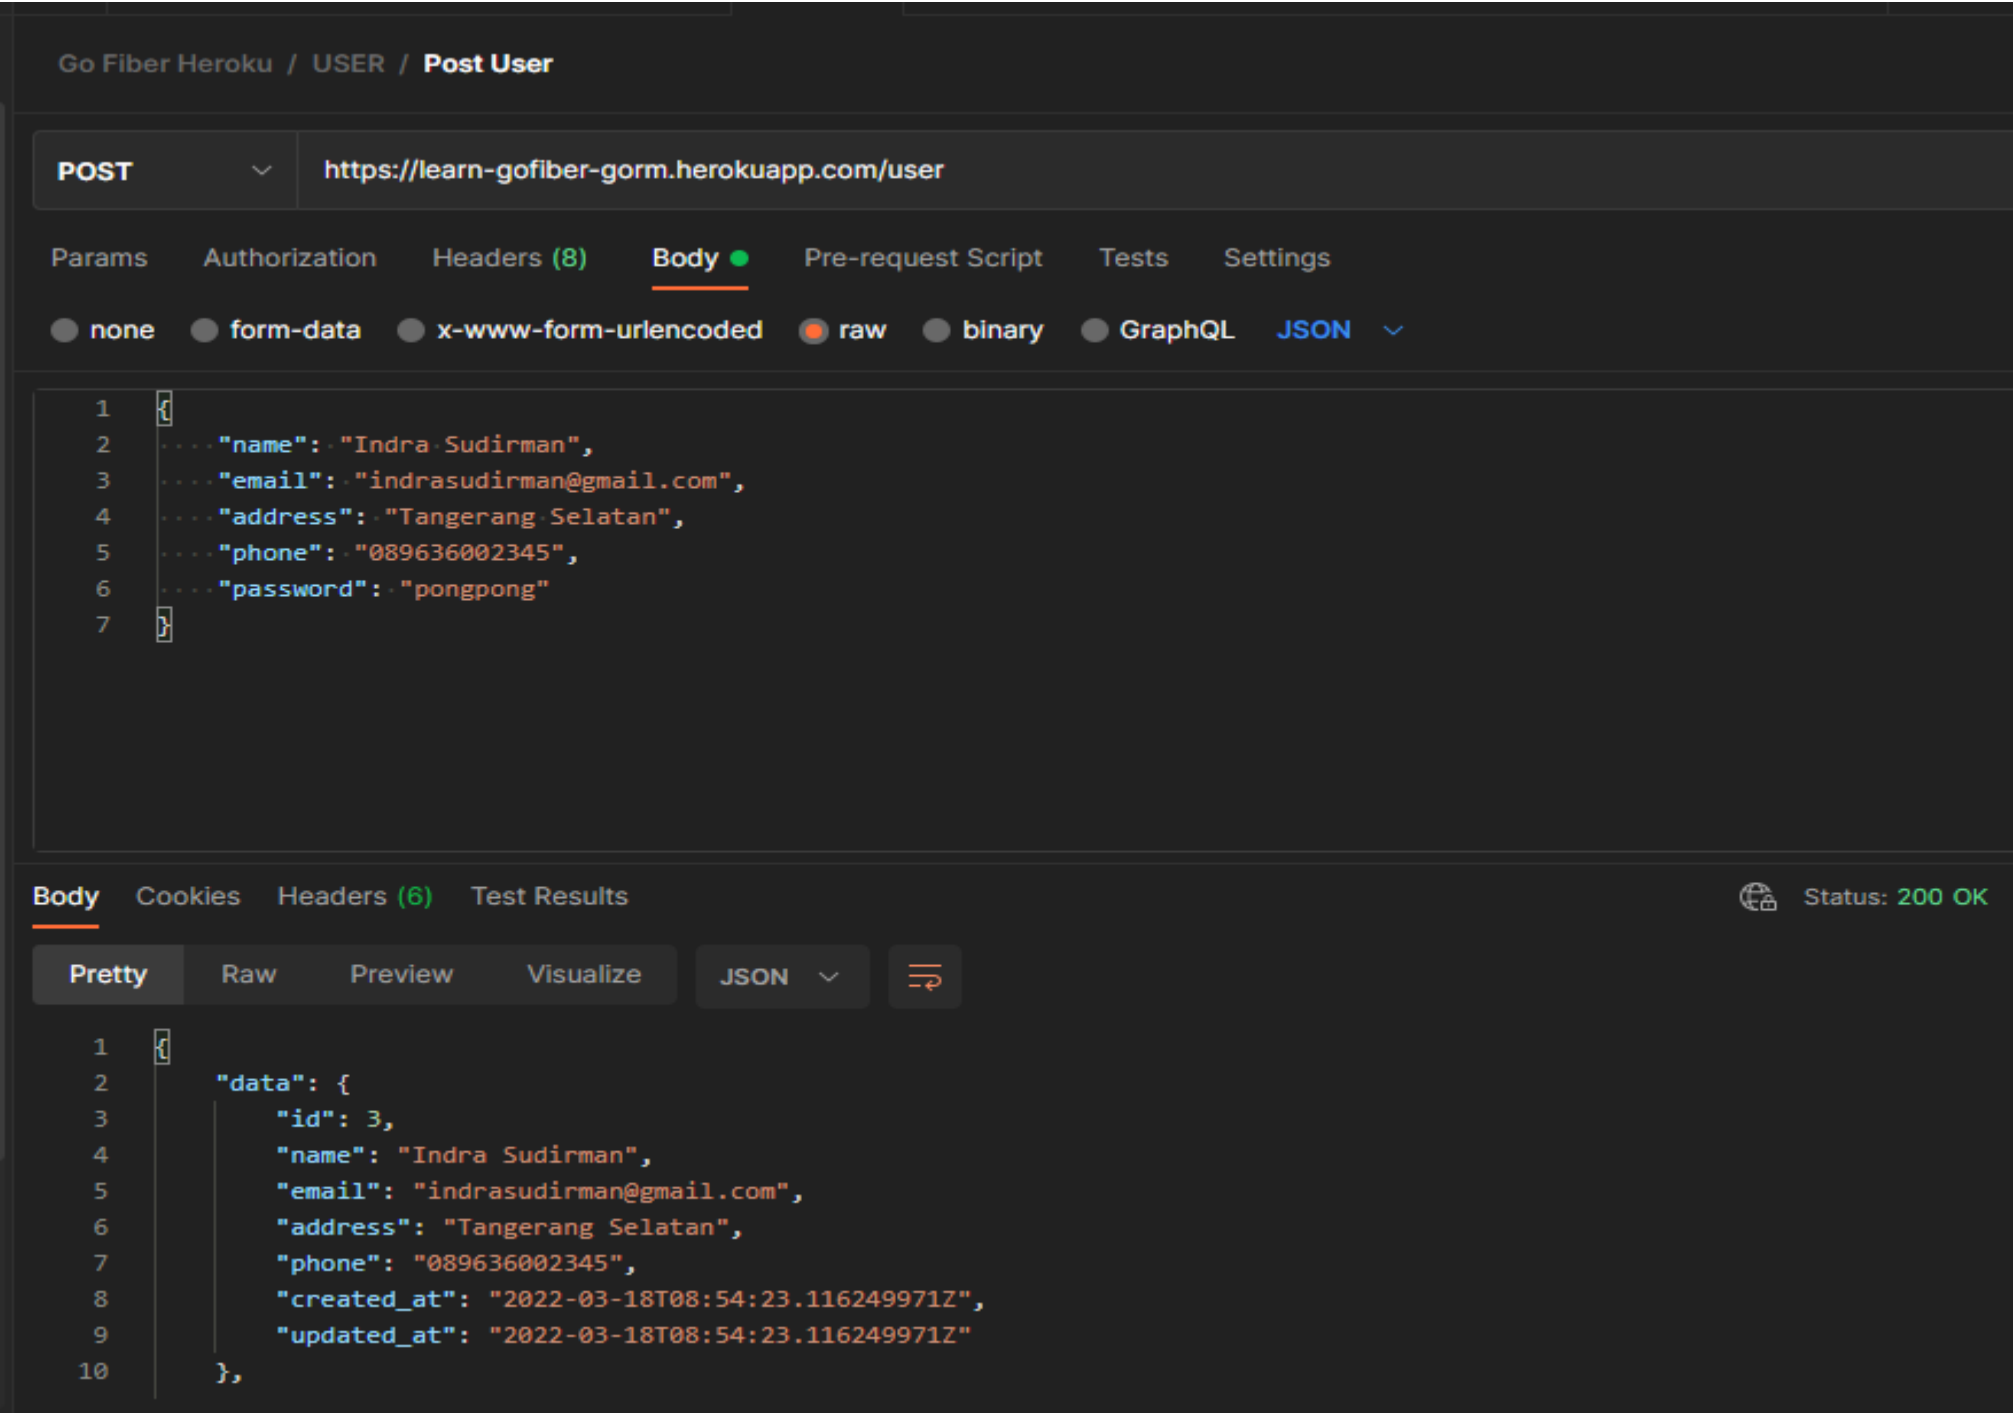 Go Fiber Heroku / USER / Post User
POST https://learn-gofiber-gorm.herokuapp.com/user
Params Authorization Headers (8) Body Pre-request Script Tests Settings
none form-data x-www-form-urlencoded raw binary GraphQL JSON
1 {
2 "name": "Indra Sudirman",
3 "email": "indrasudirman@gmail.com",
4 "address": "Tangerang Selatan",
5 "phone": "089636002345",
6 "password": "pongpong"
7 }
Body Cookies Headers (6) Test Results Status: 200 OK
Pretty Raw Preview Visualize JSON
1 {
2 "data": {
3 "id": 3,
4 "name": "Indra Sudirman",
5 "email": "indrasudirman@gmail.com",
6 "address": "Tangerang Selatan",
7 "phone": "089636002345",
8 "created_at": "2022-03-18T08:54:23.116249971Z",
9 "updated_at": "2022-03-18T08:54:23.116249971Z"
10 },